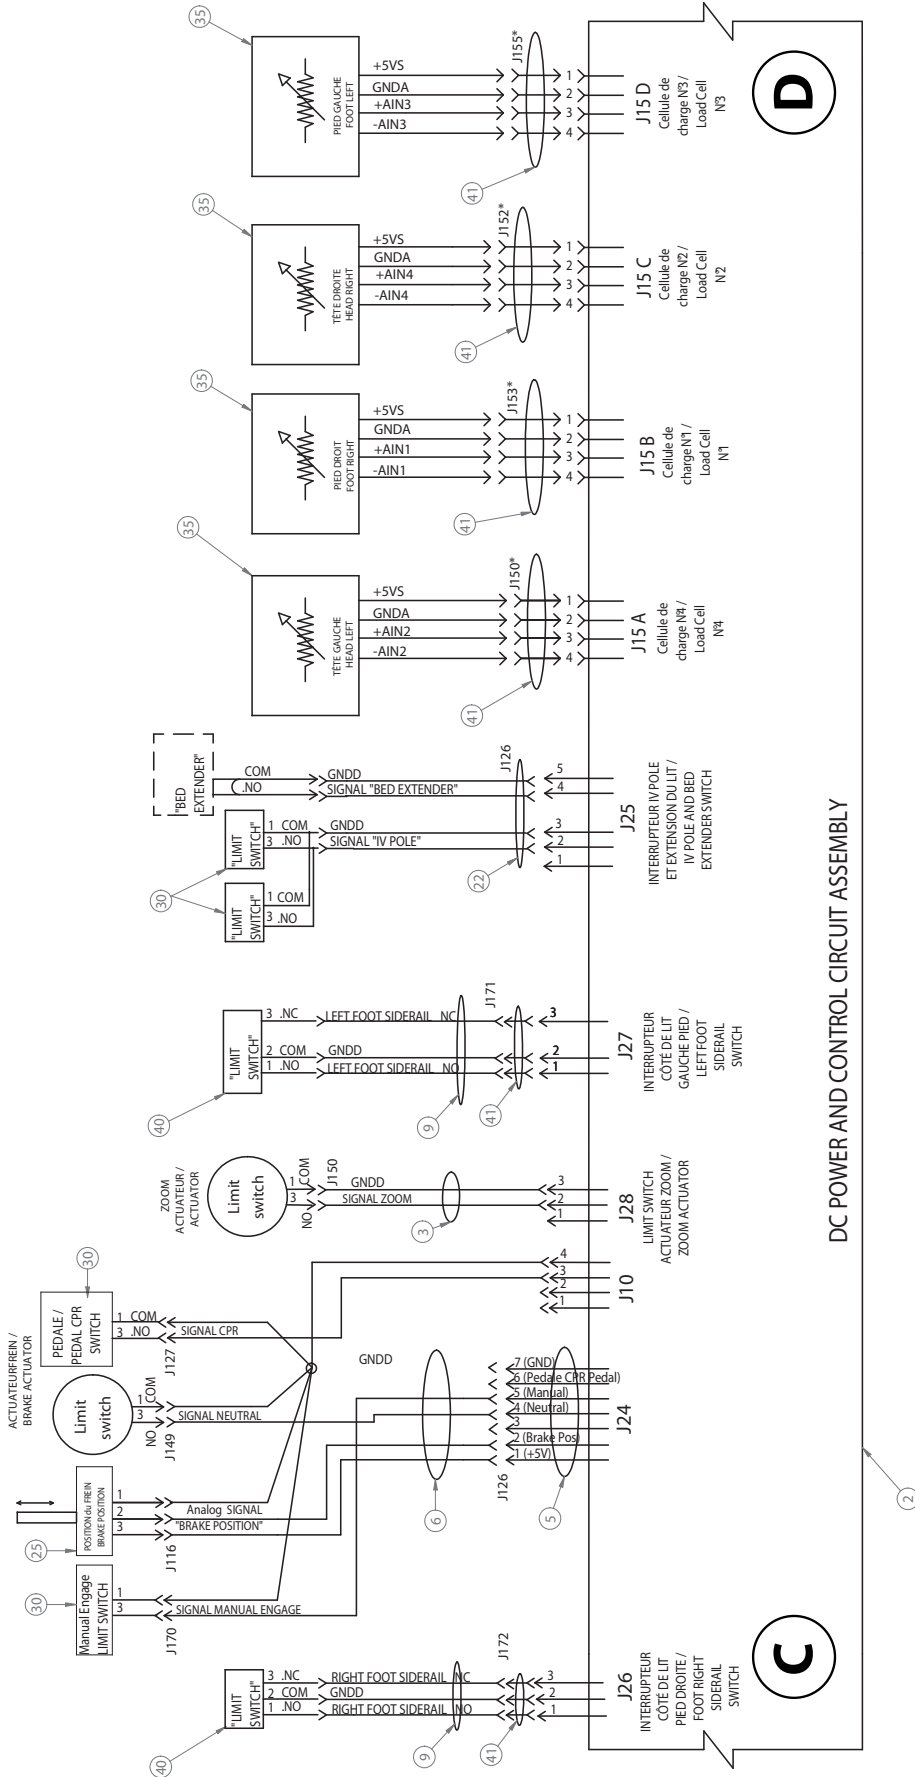 35
PIED GAUCHE
FOOT LEFT
+5VS
GNDA
+AIN3
-AIN3
J155*
41
1
2
3
4
J15 D
Cellule de
charge N°3 /
Load Cell
N°3
D
35
TÊTE DROITE
HEAD RIGHT
+5VS
GNDA
+AIN4
-AIN4
J152*
41
1
2
3
4
J15 C
Cellule de
charge N°2 /
Load Cell
N°2
35
PIED DROIT
FOOT RIGHT
+5VS
GNDA
+AIN1
-AIN1
J153*
41
1
2
3
4
J15 B
Cellule de
charge N°1 /
Load Cell
N°1
35
TÊTE GAUCHE
HEAD LEFT
+5VS
GNDA
+AIN2
-AIN2
J150*
41
1
2
3
4
J15 A
Cellule de
charge N°4 /
Load Cell
N°4
"BED
EXTENDER"
COM
.NO
GNDD
SIGNAL "BED EXTENDER"
J126
30
"LIMIT
SWITCH"
1 COM
3 .NO
GNDD
SIGNAL "IV POLE"
"LIMIT
SWITCH"
1 COM
3 .NO
22
5
4
3
2
1
J25
INTERRUPTEUR IV POLE
ET EXTENSION DU LIT /
IV POLE AND BED
EXTENDER SWITCH
40
"LIMIT
SWITCH"
3 .NC
2 COM
1 .NO
LEFT FOOT SIDERAIL NC
GNDD
LEFT FOOT SIDERAIL NO
9
J171
41
3
2
1
J27
INTERRUPTEUR
CÔTÉ DE LIT
GAUCHE PIED /
LEFT FOOT
SIDERAIL
SWITCH
ZOOM
ACTUATEUR /
ACTUATOR
Limit
switch
1 COM
3
NO
J150
GNDD
SIGNAL ZOOM
3
3
2
1
J28
LIMIT SWITCH
ACTUATEUR ZOOM /
ZOOM ACTUATOR
30
PEDALE /
PEDAL CPR
SWITCH
1 COM
3 .NO
SIGNAL CPR
J127
4
3
2
1
J10
ACTUATEURFREIN /
BRAKE ACTUATOR
Limit
switch
1 COM
3
NO
J149
SIGNAL NEUTRAL
GNDD
25
POSITION du FREIN
BRAKE POSITION
1
2
3
Analog SIGNAL
"BRAKE POSITION"
J116
30
Manual Engage
LIMIT SWITCH
1
3
SIGNAL MANUAL ENGAGE
J170
6
J126
5
7 (GND)
6 (Pedale CPR Pedal)
5 (Manual)
4 (Neutral)
3
2 (Brake Pos)
1 (+5V)
J24
40
"LIMIT
SWITCH"
3 .NC
2 COM
1 .NO
RIGHT FOOT SIDERAIL NC
GNDD
RIGHT FOOT SIDERAIL NO
9
J172
41
3
2
1
J26
INTERRUPTEUR
CÔTE DE LIT
PIED DROITE /
FOOT RIGHT
SIDERAIL
SWITCH
C
DC POWER AND CONTROL CIRCUIT ASSEMBLY
2